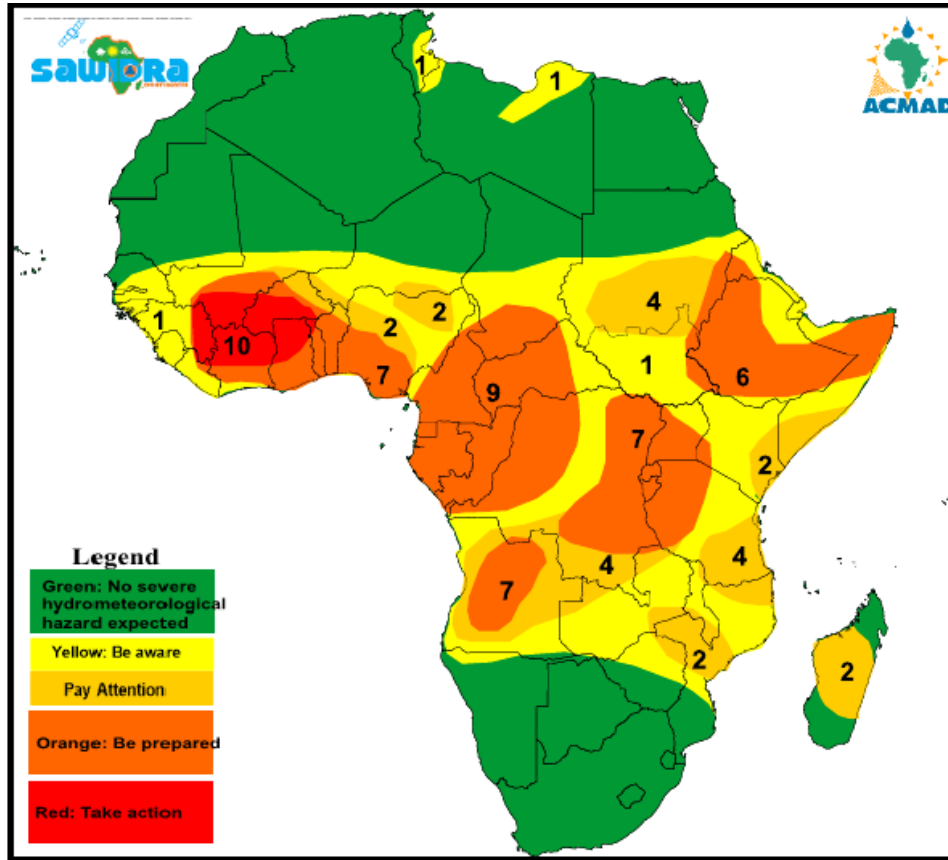 SAWIDRA
ACMAD
1
1
4
2
1
2
10
1
7
6
9
7
2
4
4
7
2
2
Legend
Green: No severe
hydrometeorological
hazard expected
Yellow: Be aware
Pay Attention
Orange: Be prepared
Red: Take action